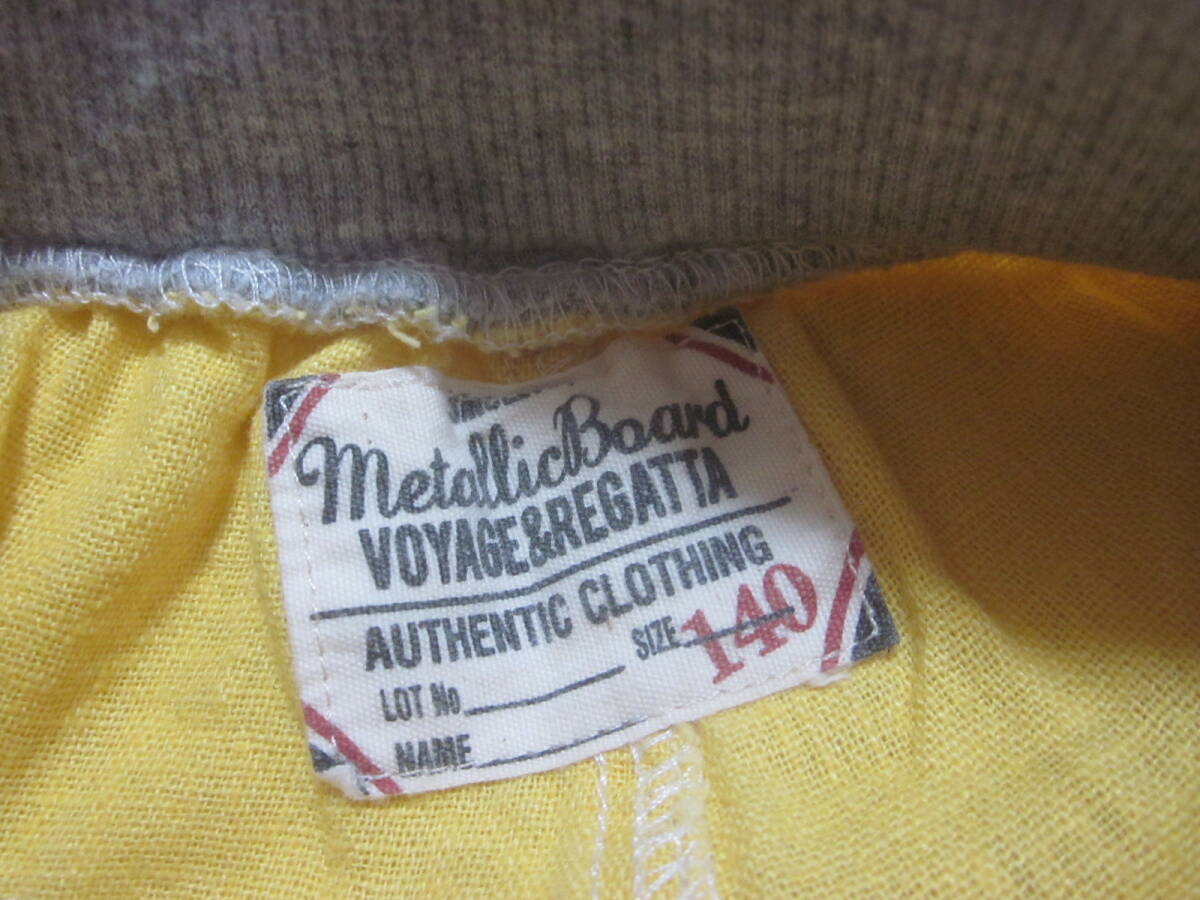 MetallicBoard
VOYAGE&REGATTA
AUTHENTIC CLOTHING
SIZE 140
LOT No
NAME